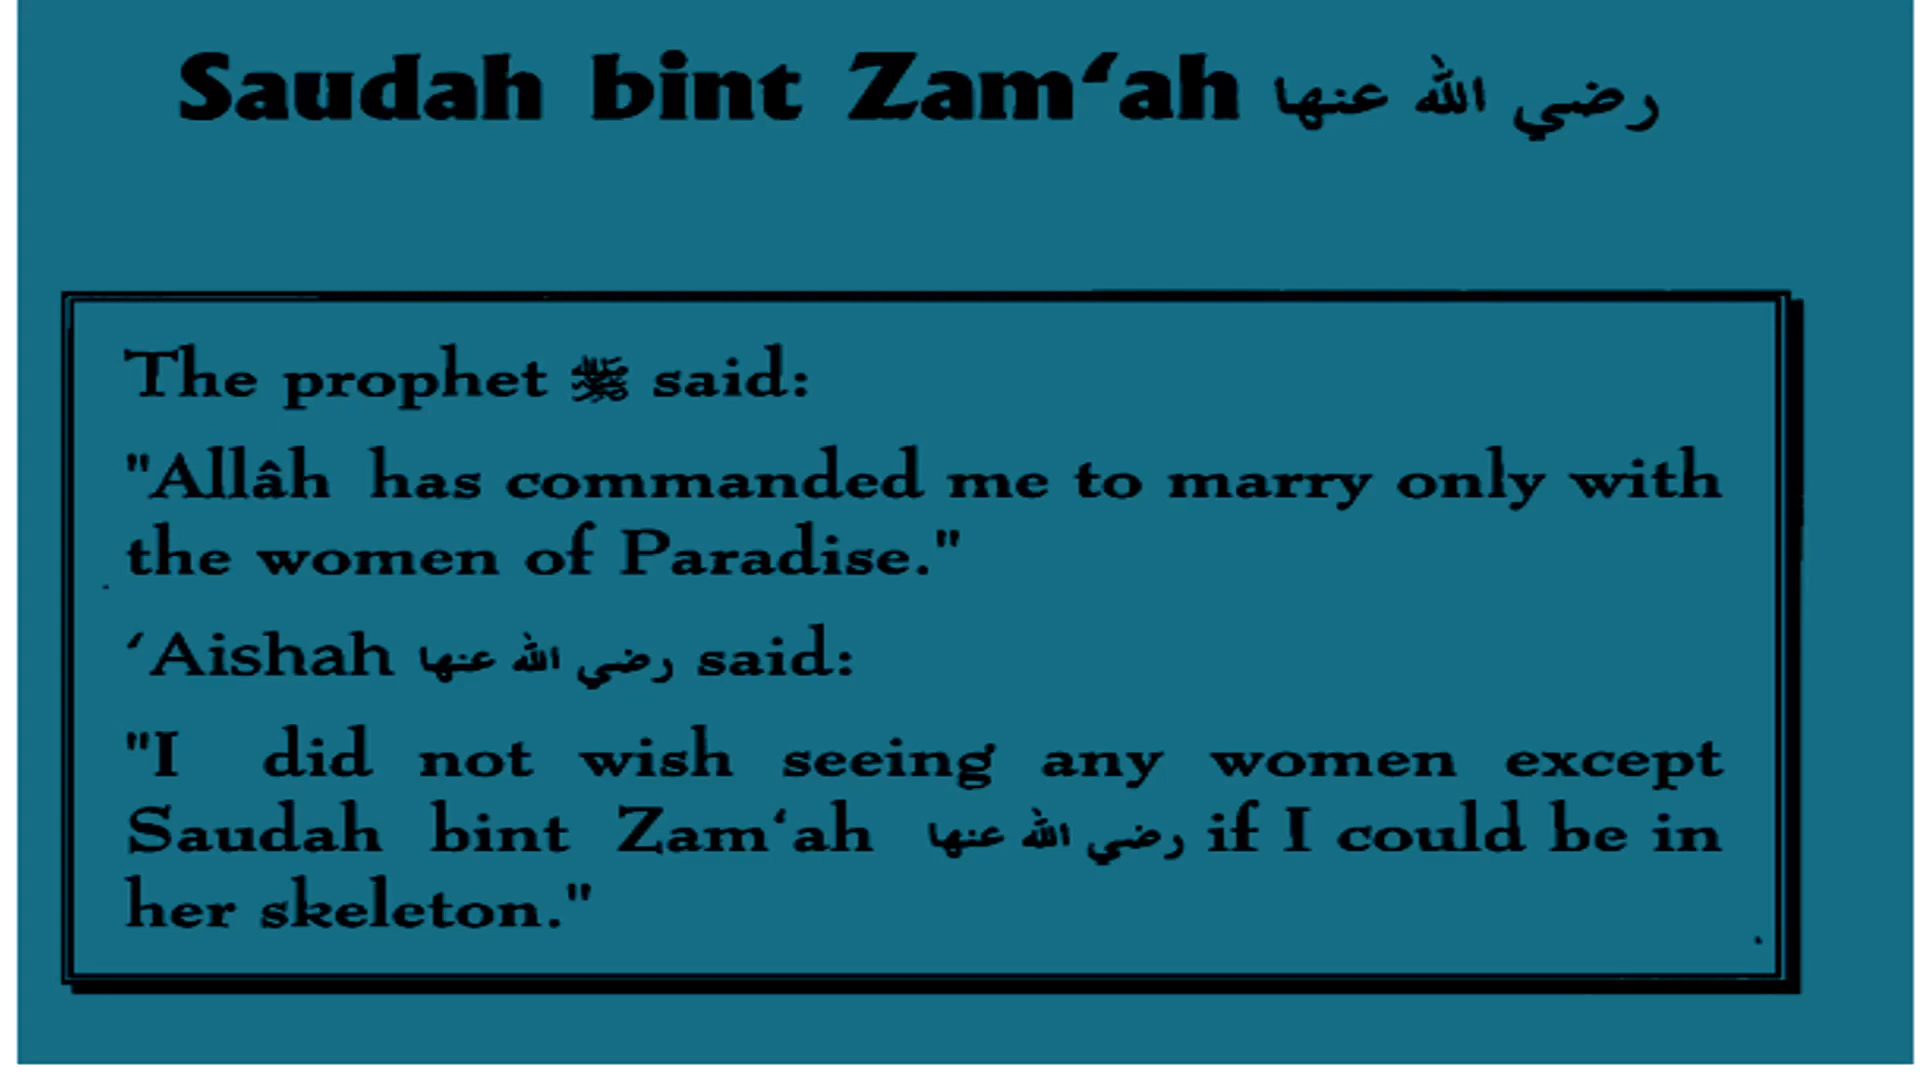 Saudah bint Zam‘ah رضي الله عنها
The prophet ﷺ said:
"Allâh has commanded me to marry only with
the women of Paradise."
‘Aishah رضي الله عنها said:
"I did not wish seeing any women except
Saudah bint Zam‘ah رضي الله عنها if I could be in
her skeleton."